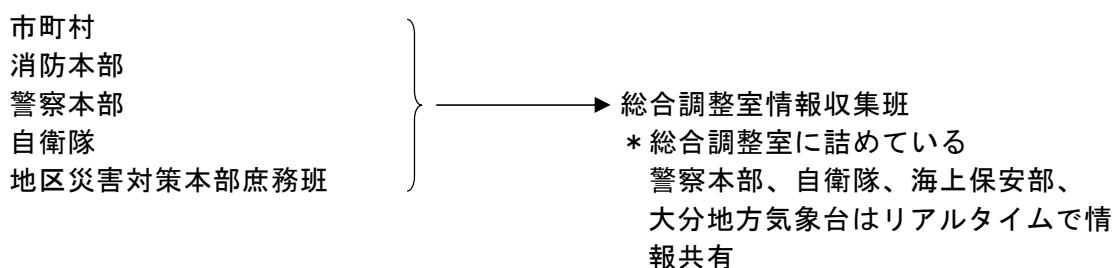 市町村
消防本部
警察本部
自衛隊
地区災害対策本部庶務班
総合調整室情報収集班
＊総合調整室に詰めている
警察本部、自衛隊、海上保安部、
大分地方気象台はリアルタイムで情
報共有